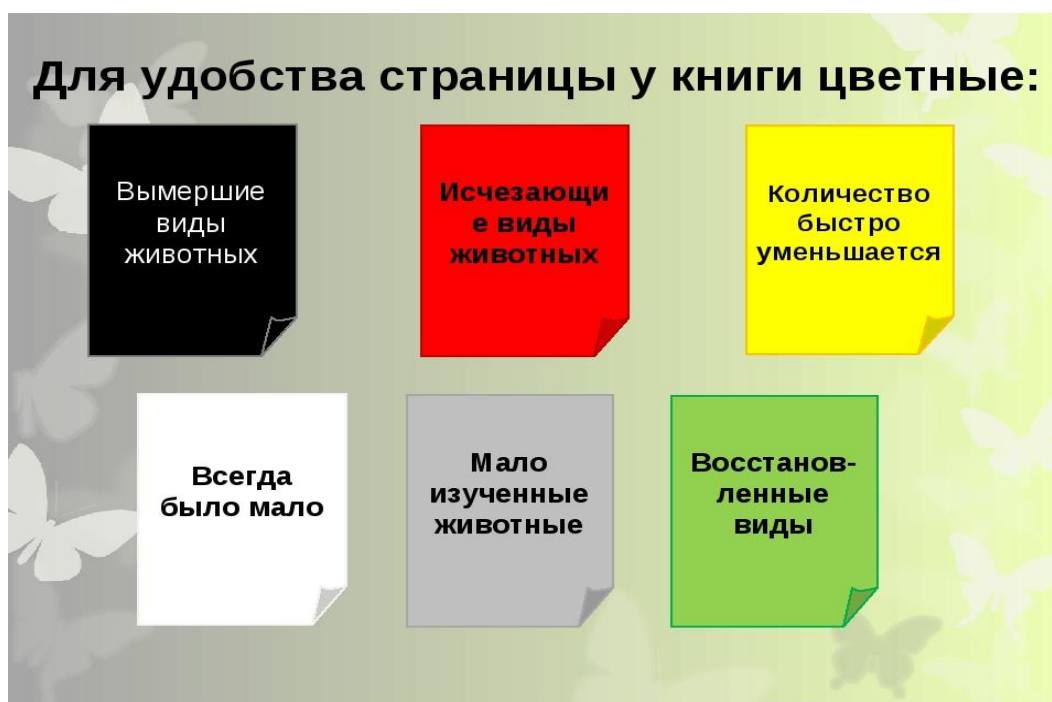 Для удобства страницы у книги цветные:
Вымершие
виды
животных
Исчезающи
е виды
животных
Количество
быстро
уменьшается
Всегда
было мало
Мало
изученные
животные
Восстанов-
ленные
виды